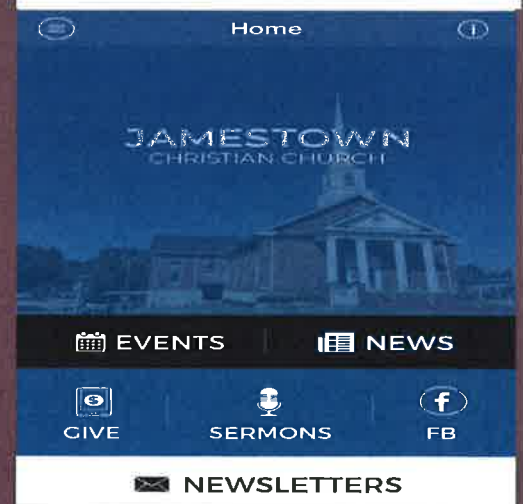 Home
JAMESTOWN
CHRISTIAN CHURCH
EVENTS NEWS
GIVE SERMONS FB
NEWSLETTERS